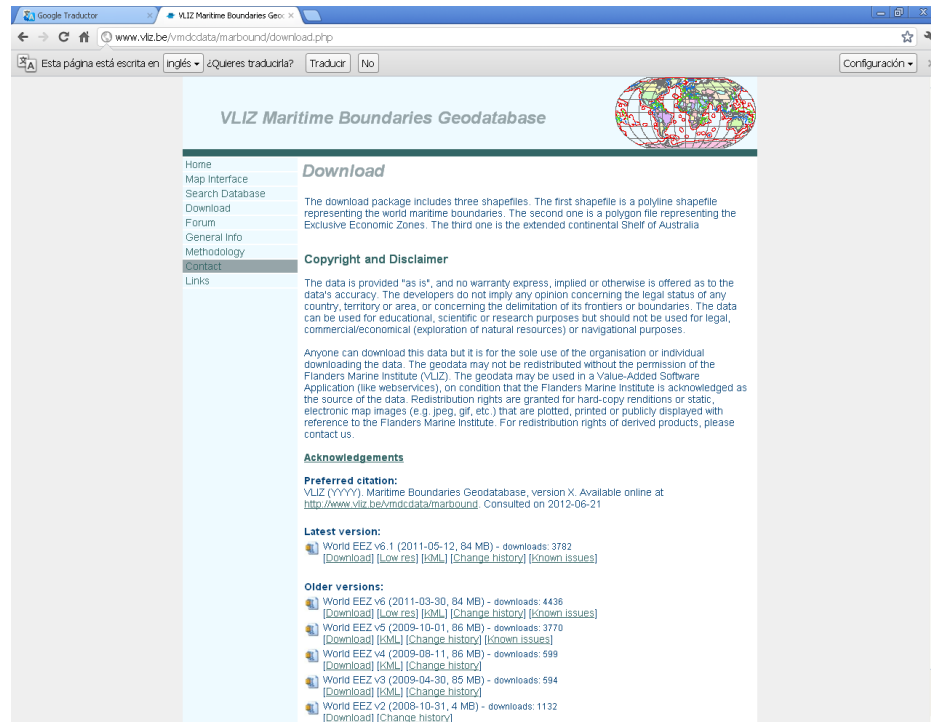 Google Traductor
VLIZ Maritime Boundaries Geo
www.vliz.be/vmdcdata/marbound/download.php
Esta página está escrita en inglés ¿Quieres traducirla? Traducir No Configuración
VLIZ Maritime Boundaries Geodatabase
Home
Map Interface
Search Database
Download
Forum
General Info
Methodology
Contact
Links
Download
The download package includes three shapefiles. The first shapefile is a polyline shapefile
representing the world maritime boundaries. The second one is a polygon file representing the
Exclusive Economic Zones. The third one is the extended continental Shelf of Australia
Copyright and Disclaimer
The data is provided "as is", and no warranty express, implied or otherwise is offered as to the
data's accuracy. The developers do not imply any opinion concerning the legal status of any
country, territory or area, or concerning the delimitation of its frontiers or boundaries. The data
can be used for educational, scientific or research purposes but should not be used for legal,
commercial/economical (exploration of natural resources) or navigational purposes.
Anyone can download this data but it is for the sole use of the organisation or individual
downloading the data. The geodata may not be redistributed without the permission of the
Flanders Marine Institute (VLIZ). The geodata may be used in a Value-Added Software
Application (like webservices), on condition that the Flanders Marine Institute is acknowledged as
the source of the data. Redistribution rights are granted for hard-copy renditions or static,
electronic map images (e.g. jpeg, gif, etc.) that are plotted, printed or publicly displayed with
reference to the Flanders Marine Institute. For redistribution rights of derived products, please
contact us.
Acknowledgements
Preferred citation:
VLIZ (YYYY). Maritime Boundaries Geodatabase, version X. Available online at
http://www.vliz.be/vmdcdata/marbound. Consulted on 2012-06-21
Latest version:
World EEZ v6.1 (2011-05-12, 84 MB) - downloads: 3782
[Download] [Low res] [KML] [Change history] [Known issues]
Older versions:
World EEZ v6 (2011-03-30, 84 MB) - downloads: 4436
[Download] [Low res] [KML] [Change history] [Known issues]
World EEZ v5 (2009-10-01, 86 MB) - downloads: 3770
[Download] [KML] [Change history] [Known issues]
World EEZ v4 (2009-08-11, 86 MB) - downloads: 599
[Download] [KML] [Change history]
World EEZ v3 (2009-04-30, 85 MB) - downloads: 594
[Download] [KML] [Change history]
World EEZ v2 (2008-10-31, 4 MB) - downloads: 1132
[Download] [Change history]